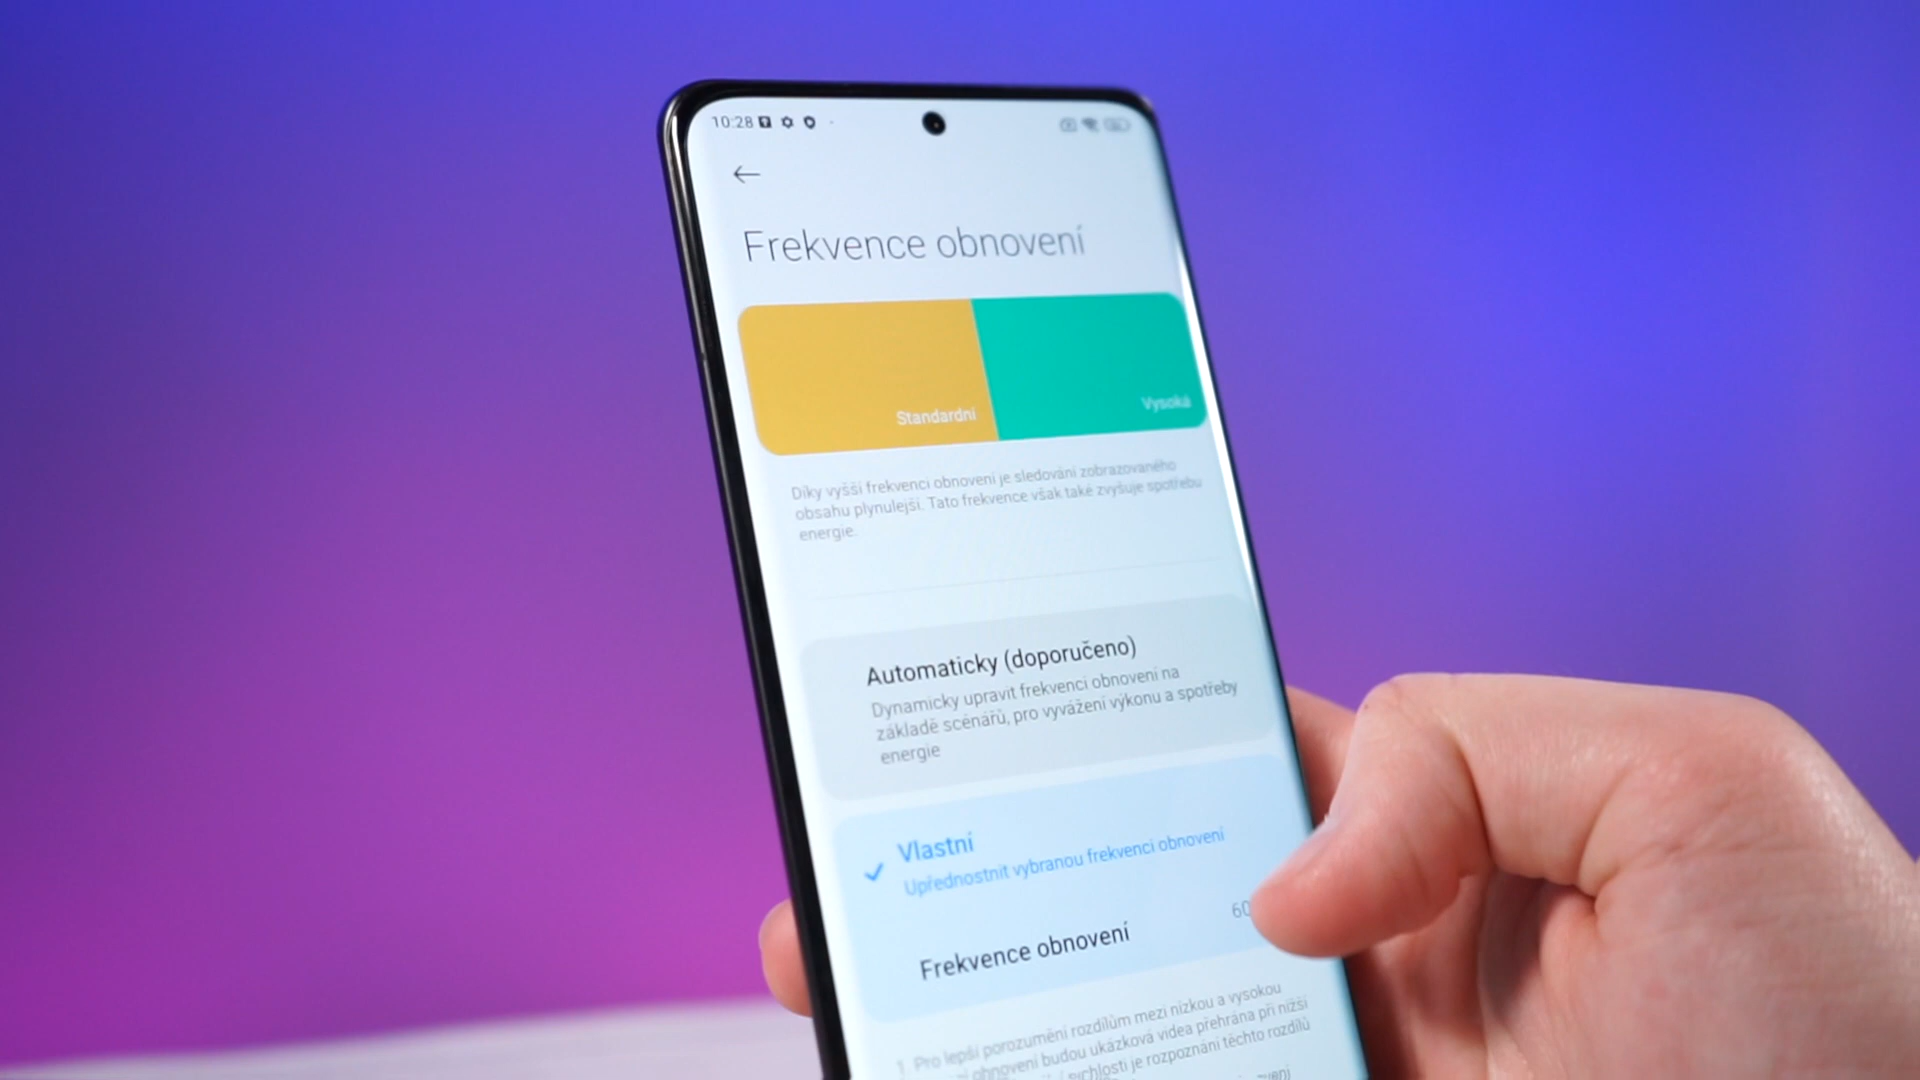 10:28
Frekvence obnovení
Standardní
Vysoká
Díky vyšší frekvenci obnovení je sledování zobrazovaného
obsahu plynulejší. Tato frekvence však také zvyšuje spotřebu
energie.
Automaticky (doporučeno)
Dynamicky upravit frekvenci obnovení na
základě scénářů, pro vyvážení výkonu a spotřeby
energie
Vlastní
Upřednostnit vybranou frekvenci obnovení
60
Frekvence obnovení
1. Pro lepší porozumění rozdílům mezi nízkou a vysokou
obnovení budou ukázková videa přehrána při nižší
rychlosti je rozpoznání těchto rozdílů